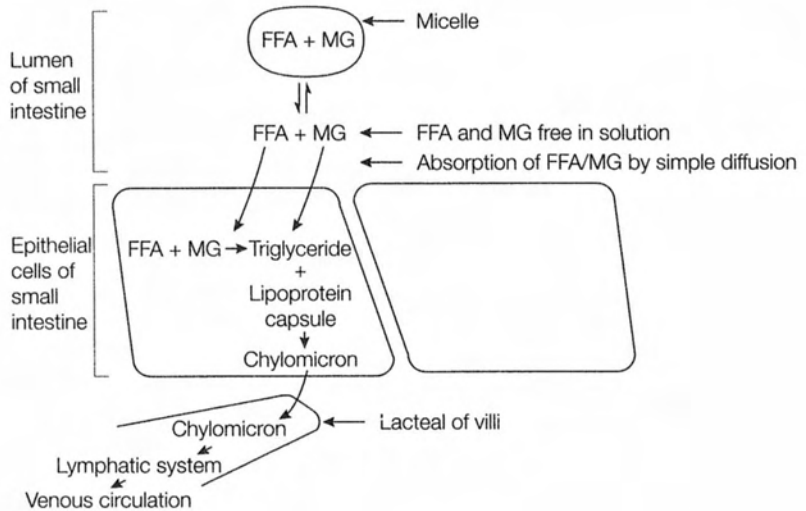 Micelle
FFA + MG
Lumen
of small
intestine
FFA + MG
FFA and MG free in solution
Absorption of FFA/MG by simple diffusion
Epithelial
cells of
small
intestine
FFA + MG
Triglyceride
+
Lipoprotein
capsule
Chylomicron
Chylomicron
Lacteal of villi
Lymphatic system
Venous circulation